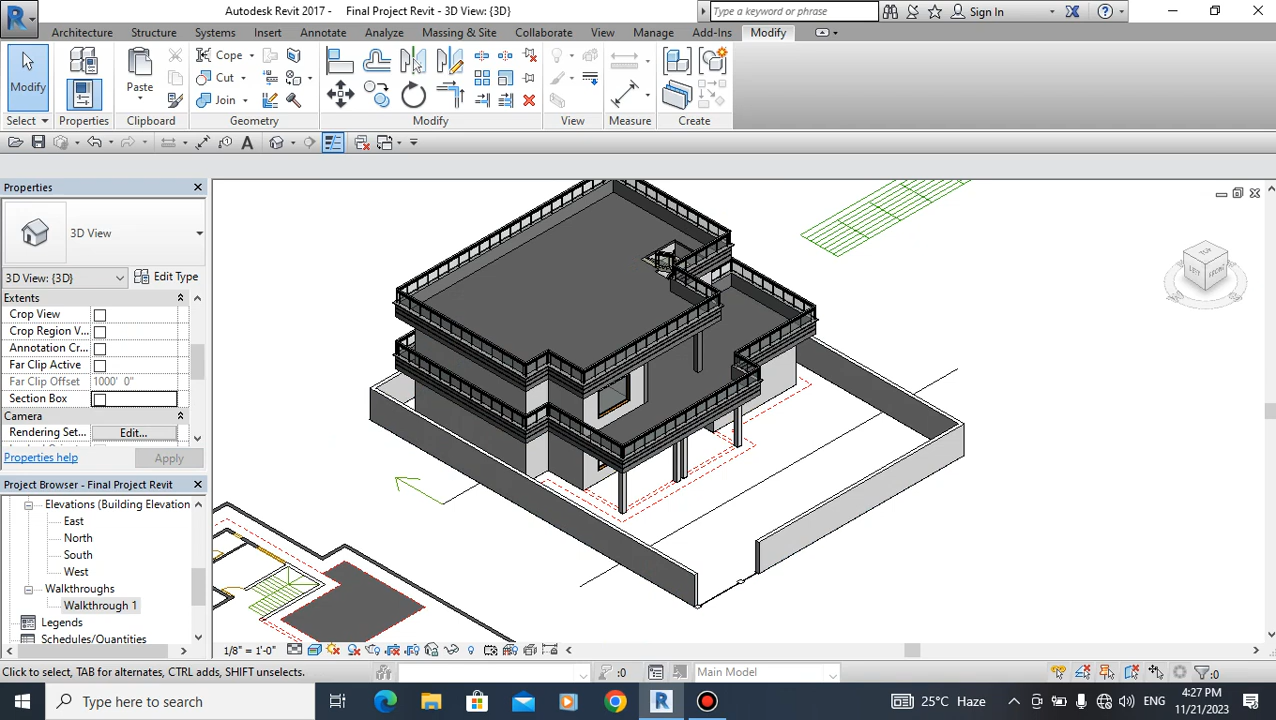 Autodesk Revit 2017 - Final Project Revit - 3D View: {3D}
Type a keyword or phrase
Sign In
Architecture Structure Systems Insert Annotate Analyze Massing & Site Collaborate View Manage Add-Ins Modify
Modify
Paste
Cope
Cut
Join
Select Properties Clipboard Geometry Modify View Measure Create
Properties
3D View
3D View: {3D}
Edit Type
Extents
Crop View
Crop Region V...
Annotation Cr...
Far Clip Active
Far Clip Offset 1000' 0"
Section Box
Camera
Rendering Set... Edit...
Properties help Apply
Project Browser - Final Project Revit
Elevations (Building Elevation
East
North
South
West
Walkthroughs
Walkthrough 1
Legends
Schedules/Quantities
TOP
LEFT
FRONT
1/8" = 1'-0"
Click to select, TAB for alternates, CTRL adds, SHIFT unselects.
:0
Main Model
:0
Type here to search
25°C Haze
ENG
4:27 PM
11/21/2023